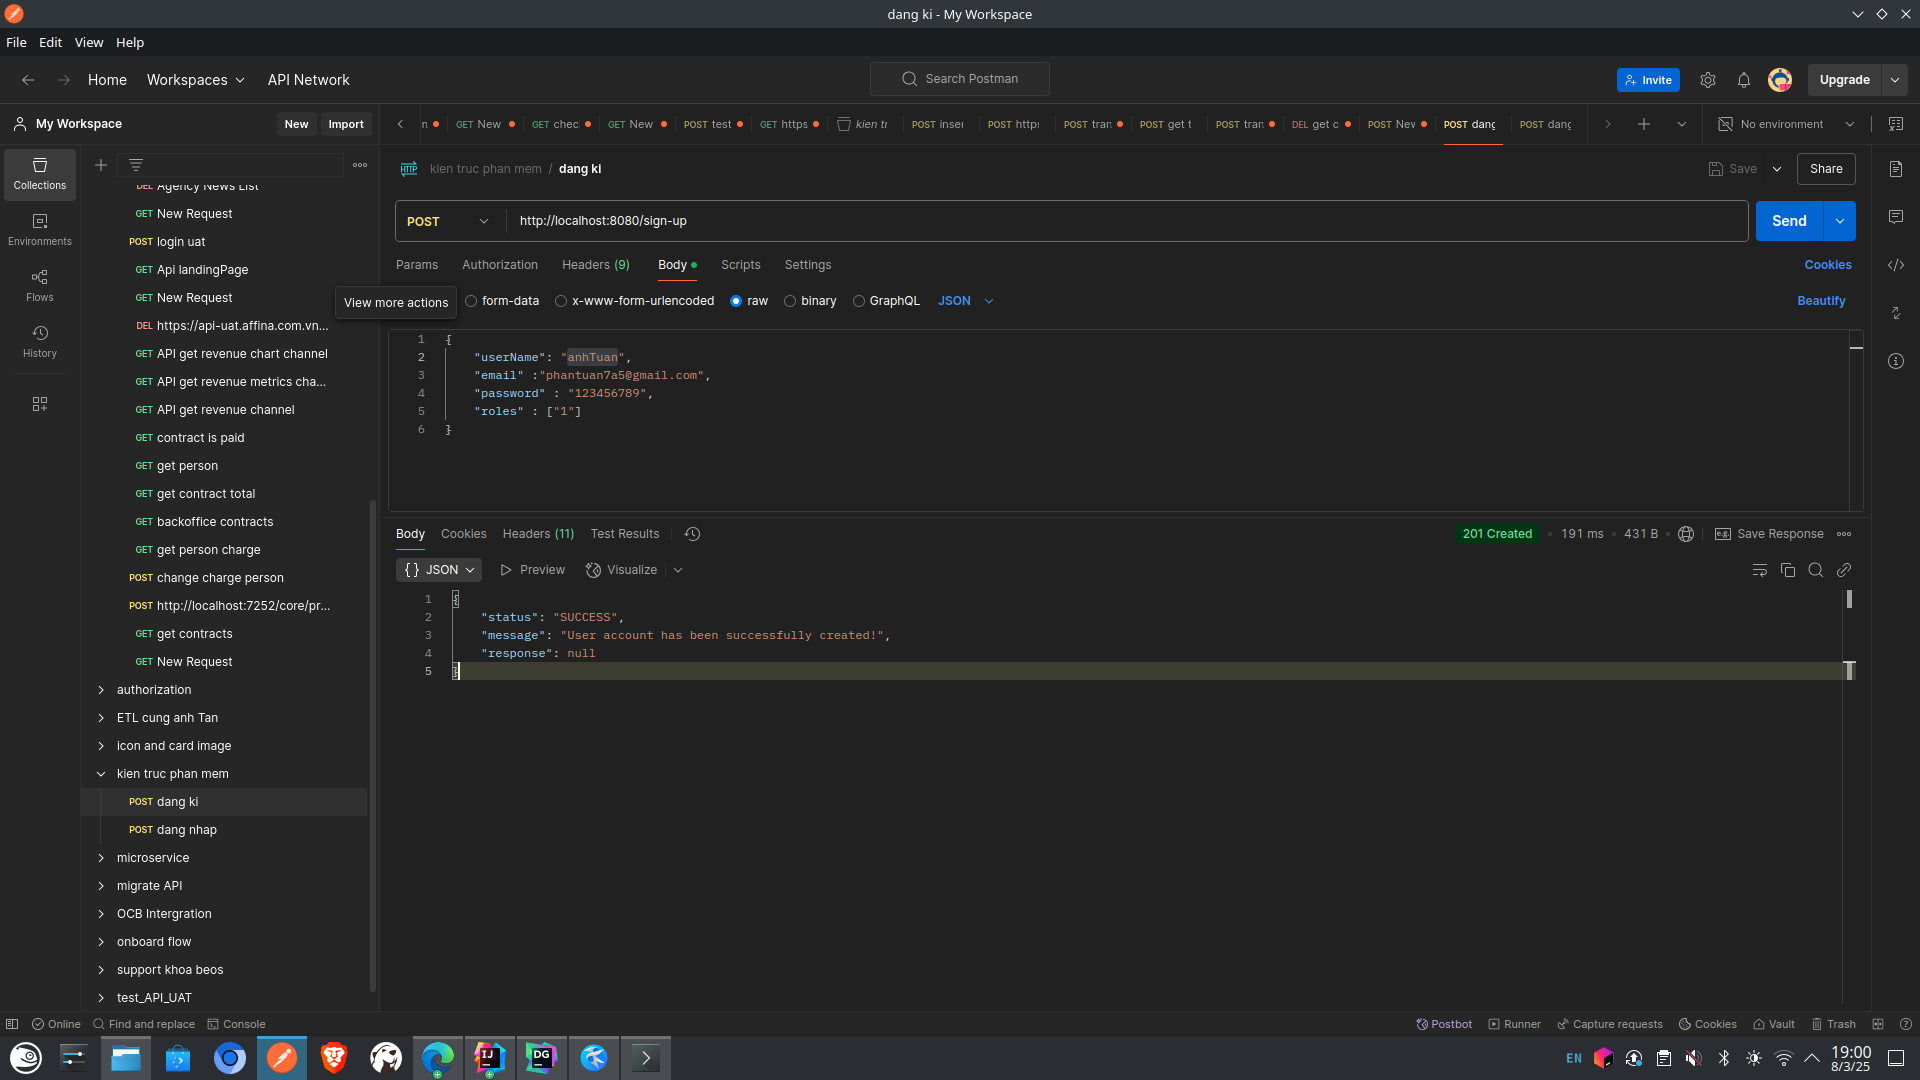 dang ki - My Workspace
File Edit View Help
Home Workspaces API Network
Search Postman
Invite
Upgrade
My Workspace
New
Import
GET New
GET chec
GET New
POST test
GET https
kien tr
POST inser
POST https
POST tran
POST get t
POST tran
DEL get c
POST Nev
POST dang
POST dang
No environment
Collections
Environments
Flows
History
DEL Agency News List
GET New Request
POST login uat
GET Api landingPage
GET New Request
DEL https://api-uat.affina.com.vn...
GET API get revenue chart channel
GET API get revenue metrics cha...
GET API get revenue channel
GET contract is paid
GET get person
GET get contract total
GET backoffice contracts
GET get person charge
POST change charge person
POST http://localhost:7252/core/pr...
GET get contracts
GET New Request
authorization
ETL cung anh Tan
icon and card image
kien truc phan mem
POST dang ki
POST dang nhap
microservice
migrate API
OCB Intergration
onboard flow
support khoa beos
test_API_UAT
HTTP kien truc phan mem / dang ki
Save
Share
POST http://localhost:8080/sign-up
Send
Params Authorization Headers (9) Body Scripts Settings
Cookies
View more actions
form-data x-www-form-urlencoded raw binary GraphQL JSON
Beautify
1 {
2 "userName": "anhTuan",
3 "email" :"phantuan7a5@gmail.com",
4 "password" : "123456789",
5 "roles" : ["1"]
6 }
Body Cookies Headers (11) Test Results
201 Created • 191 ms • 431 B
e.g. Save Response
{} JSON Preview Visualize
1 {
2 "status": "SUCCESS",
3 "message": "User account has been successfully created!",
4 "response": null
5 }
Online Find and replace Console
Postbot Runner Capture requests Cookies Vault Trash
IJ
DG
EN
19:00
8/3/25